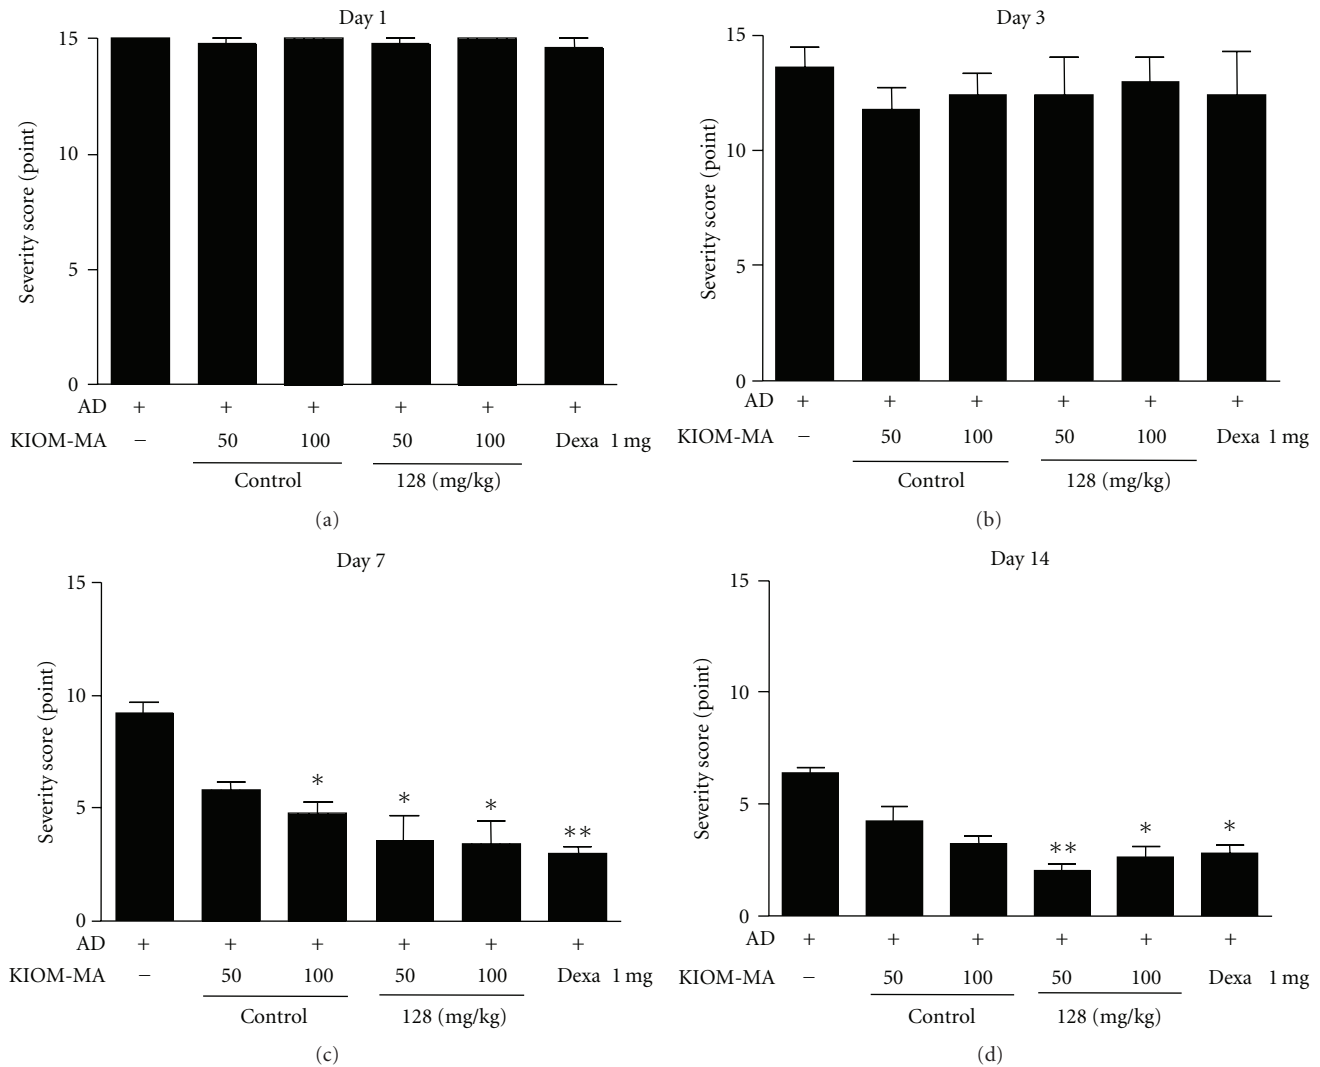 Day 1
15
10
5
0
Severity score (point)
AD + + + + + +
KIOM-MA − 50 100 50 100 Dexa 1 mg
Control 128 (mg/kg)
(a)
Day 3
15
10
5
0
Severity score (point)
AD + + + + + +
KIOM-MA − 50 100 50 100 Dexa 1 mg
Control 128 (mg/kg)
(b)
Day 7
15
10
5
0
Severity score (point)
* * * **
AD + + + + + +
KIOM-MA − 50 100 50 100 Dexa 1 mg
Control 128 (mg/kg)
(c)
Day 14
15
10
5
0
Severity score (point)
** * *
AD + + + + + +
KIOM-MA − 50 100 50 100 Dexa 1 mg
Control 128 (mg/kg)
(d)